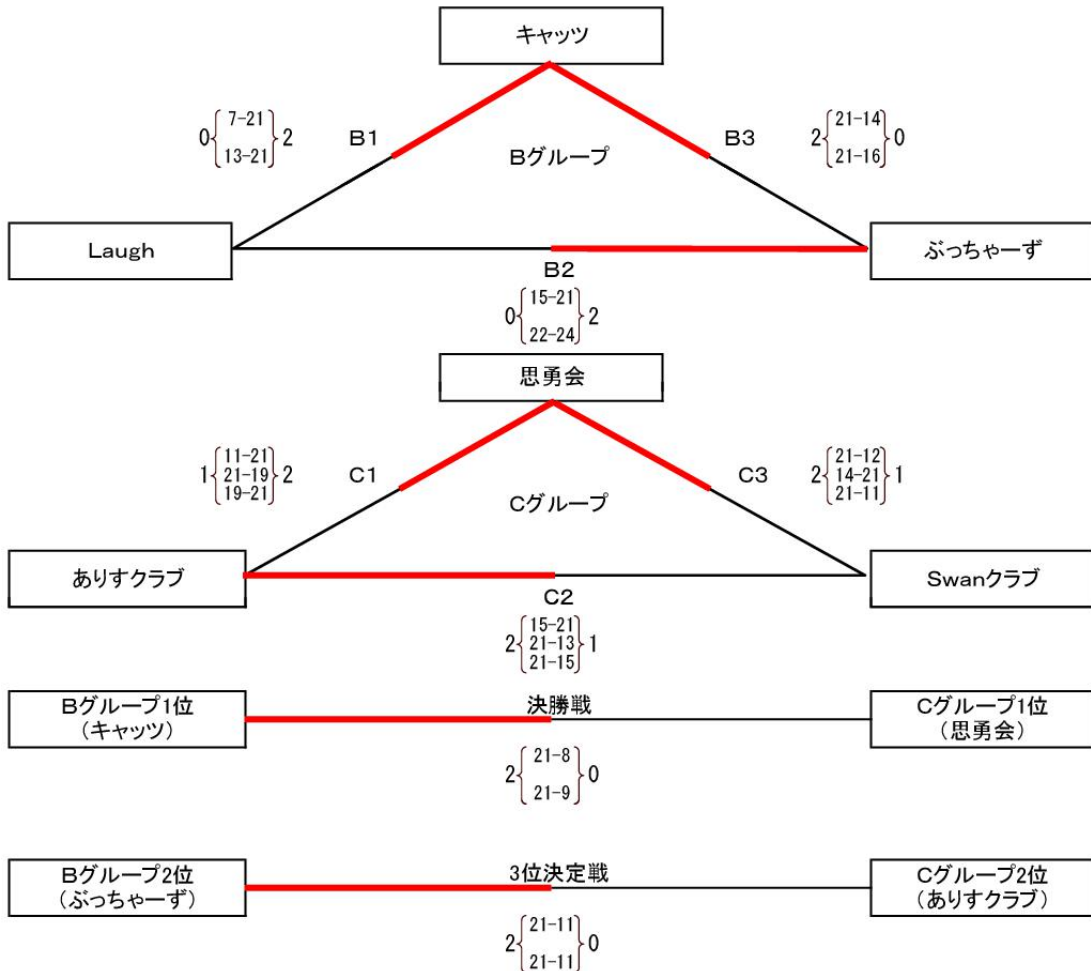 キャッツ
7-21
0 2
13-21
B1
Bグループ
B3
21-14
2 0
21-16
Laugh
ぶっちゃーず
B2
15-21
0 2
22-24
思勇会
11-21
1 21-19 2
19-21
C1
Cグループ
C3
21-12
2 14-21 1
21-11
ありすクラブ
Swanクラブ
C2
15-21
2 21-13 1
21-15
Bグループ1位
(キャッツ)
決勝戦
Cグループ1位
(思勇会)
21-8
2 0
21-9
Bグループ2位
(ぶっちゃーず)
3位決定戦
Cグループ2位
(ありすクラブ)
21-11
2 0
21-11